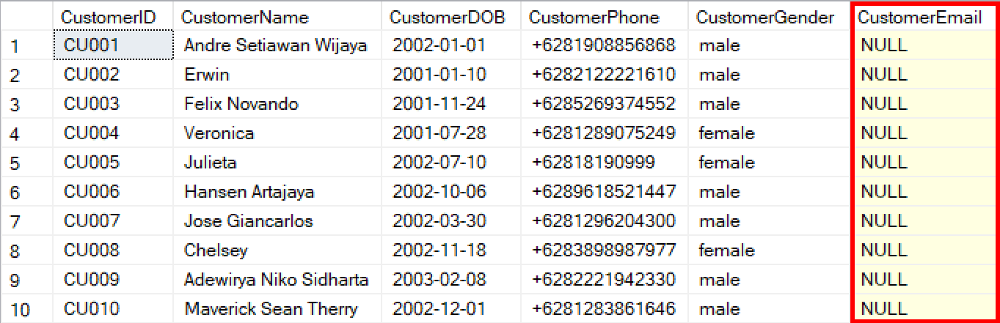 CustomerID CustomerName CustomerDOB CustomerPhone CustomerGender CustomerEmail
1 CU001 Andre Setiawan Wijaya 2002-01-01 +6281908856868 male NULL
2 CU002 Erwin 2001-01-10 +6282122221610 male NULL
3 CU003 Felix Novando 2001-11-24 +6285269374552 male NULL
4 CU004 Veronica 2001-07-28 +6281289075249 female NULL
5 CU005 Julieta 2002-07-10 +62818190999 female NULL
6 CU006 Hansen Artajaya 2002-10-06 +6289618521447 male NULL
7 CU007 Jose Giancarlos 2002-03-30 +6281296204300 male NULL
8 CU008 Chelsey 2002-11-18 +6283898987977 female NULL
9 CU009 Adewirya Niko Sidharta 2003-02-08 +6282221942330 male NULL
10 CU010 Maverick Sean Therry 2002-12-01 +6281283861646 male NULL